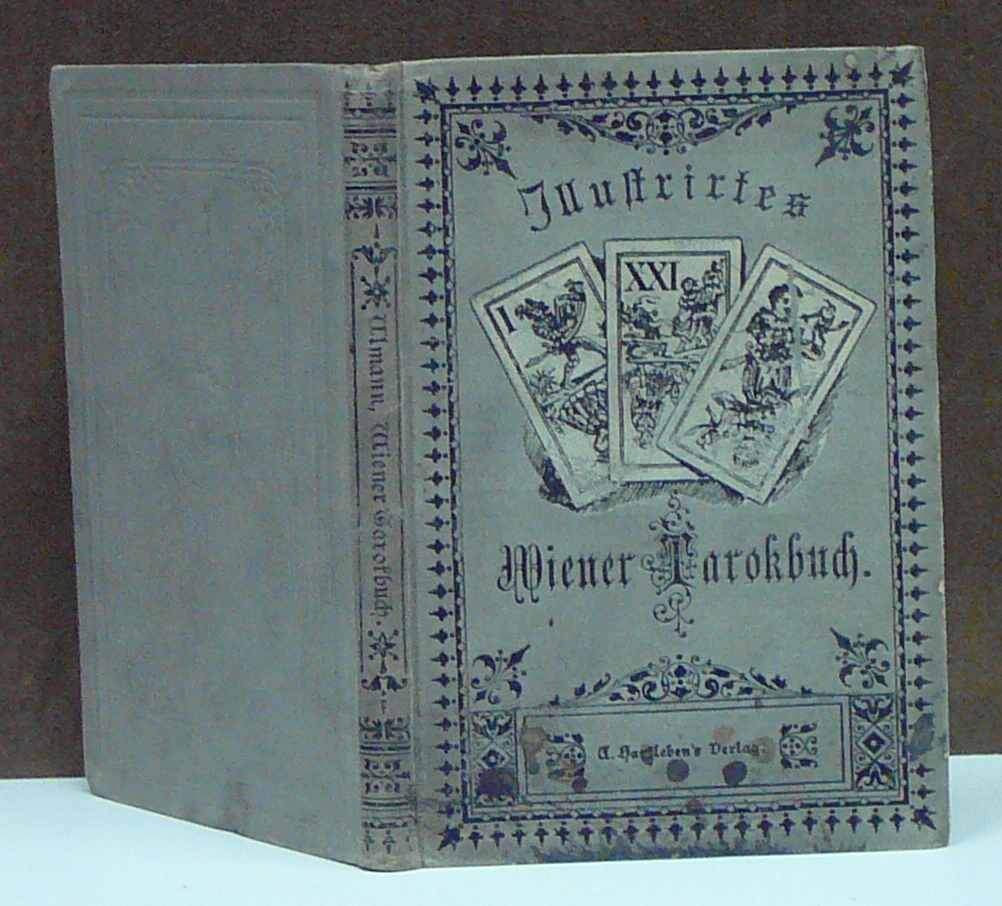 Illustrirtes
I
XXI
Wiener Tarokbuch.
A. Hartleben's Verlag.
Ulmann, Wiener Tarokbuch.